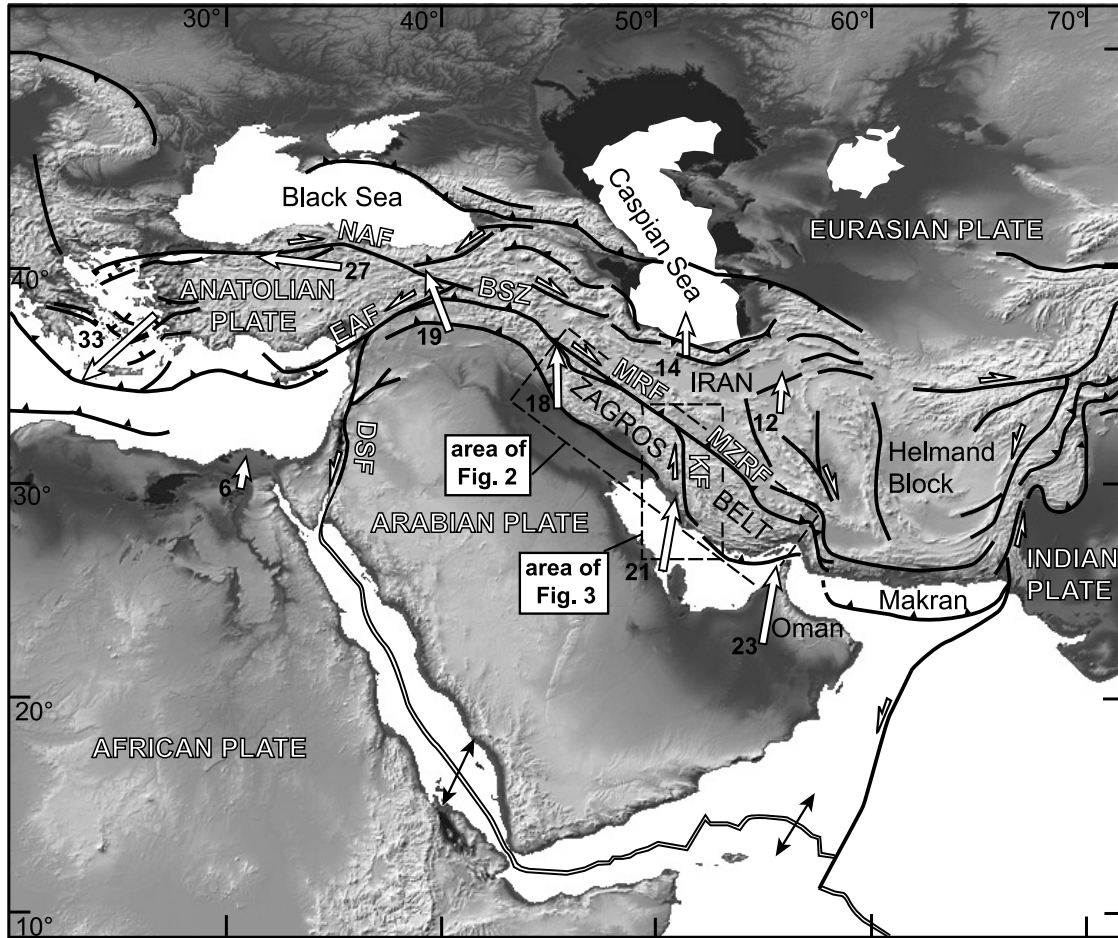 30°
40°
50°
60°
70°
Black Sea
Caspian Sea
EURASIAN PLATE
NAF
27
40°
ANATOLIAN
PLATE
BSZ
EAF
33
19
14
IRAN
MRF
12
18
ZAGROS
area of
Fig. 2
MZRF
KF
Helmand
Block
DSF
30°
6
ARABIAN PLATE
BELT
area of
Fig. 3
21
INDIAN
PLATE
Makran
23
Oman
20°
AFRICAN PLATE
10°